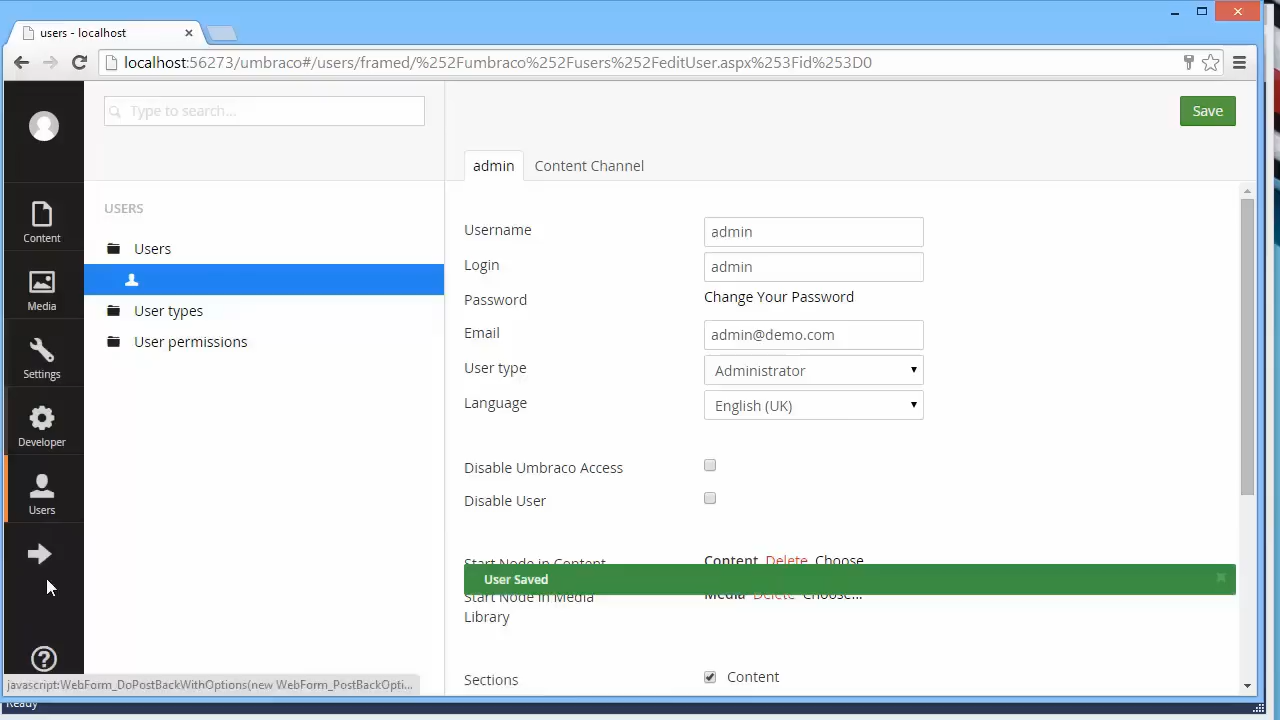 users - localhost
localhost:56273/umbraco#/users/framed/%252Fumbraco%252Fusers%252FeditUser.aspx%253Fid%253D0
Type to search...
Save
admin
Content Channel
Content
Media
Settings
Developer
Users
USERS
Users
User types
User permissions
Username
admin
Login
admin
Password
Change Your Password
Email
admin@demo.com
User type
Administrator
Language
English (UK)
Disable Umbraco Access
Disable User
Start Node in Content
Content Delete Choose
User Saved
Start Node in Media
Library
Media Delete Choose...
Sections
Content
javascript:WebForm_DoPostBackWithOptions(new WebForm_PostBackOpti...
Ready